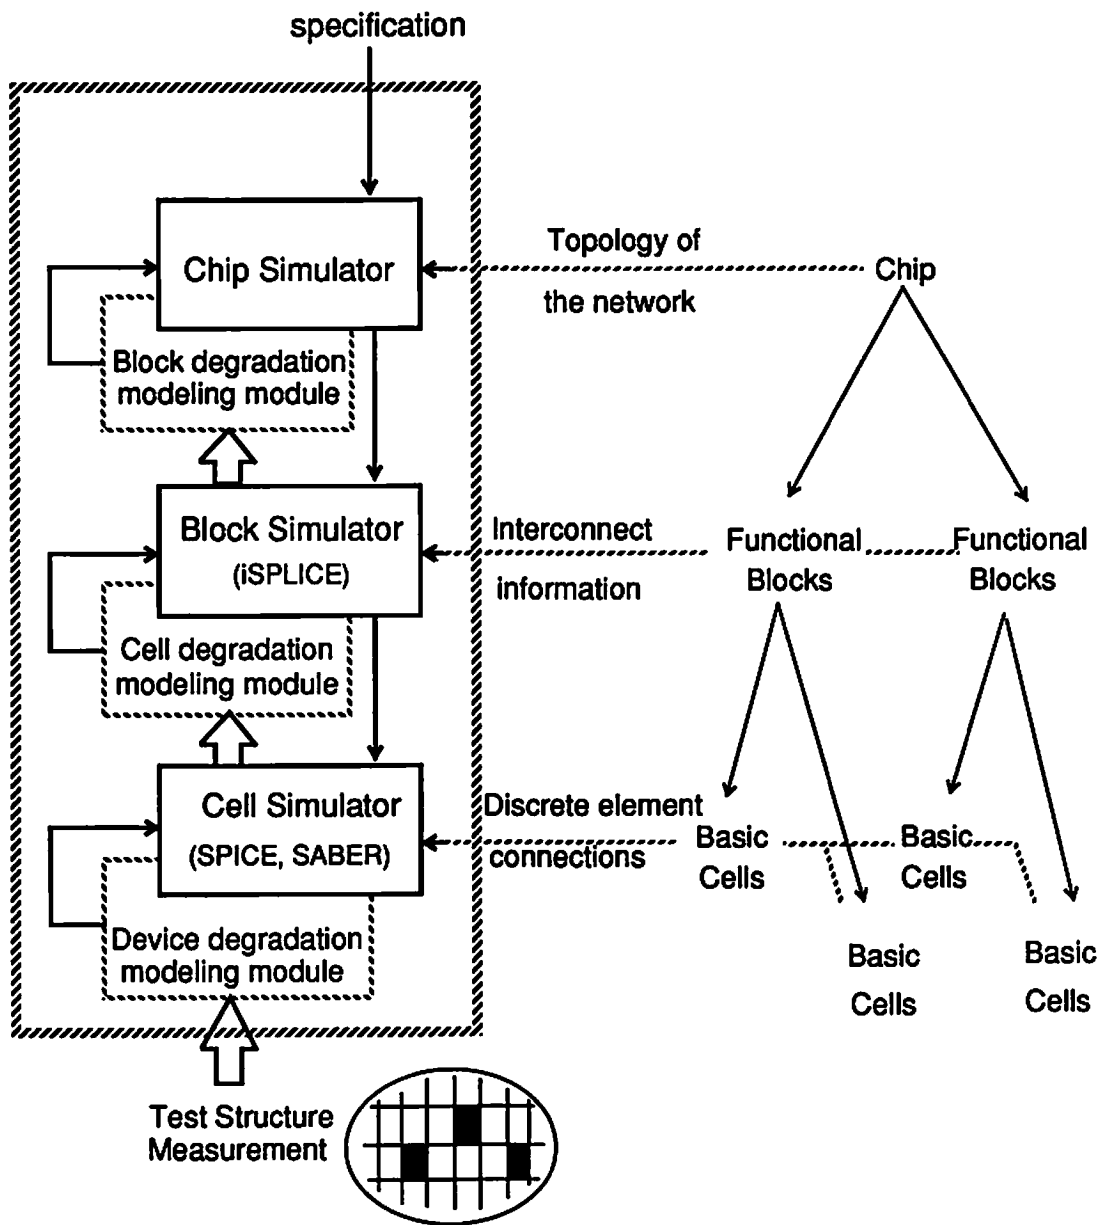 specification
Chip Simulator
Topology of
the network
Chip
Block degradation
modeling module
Block Simulator
(iSPLICE)
Interconnect
information
Functional
Blocks
Functional
Blocks
Cell degradation
modeling module
Cell Simulator
(SPICE, SABER)
Discrete element
connections
Basic
Cells
Basic
Cells
Device degradation
modeling module
Basic
Cells
Basic
Cells
Test Structure
Measurement